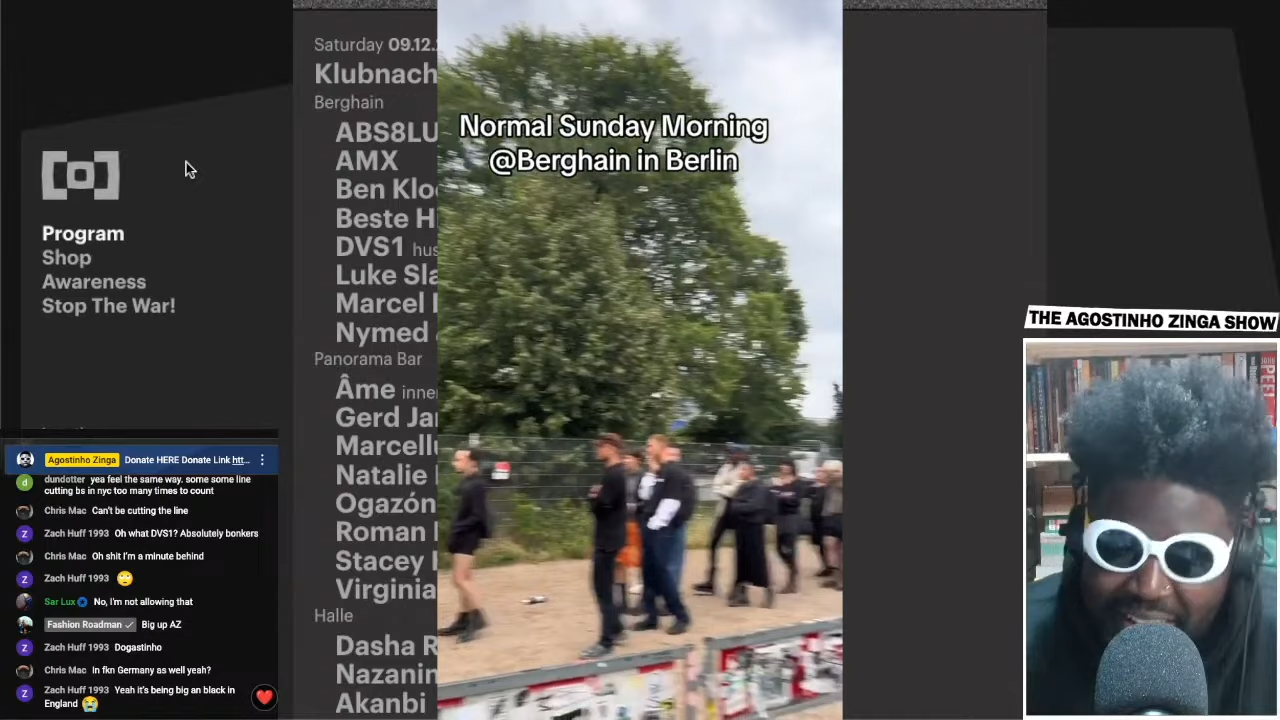 Program
Shop
Awareness
Stop The War!
Saturday 09.12.
Klubnach
Berghain
ABS8LU
AMX
Ben Klo
Beste H
DVS1 hus
Luke Sla
Marcel
Nymed
Panorama Bar
Âme inne
Gerd Ja
Marcell
Natalie
Ogazón
Roman
Stacey
Virginia
Halle
Dasha R
Nazanin
Akanbi
Normal Sunday Morning
@Berghain in Berlin
THE AGOSTINHO ZINGA SHOW
PEEL
Agostinho Zinga Donate HERE Donate Link htt...
dundotter yea feel the same way. some some line
cutting bs in nyc too many times to count
Chris Mac Can't be cutting the line
Zach Huff 1993 Oh what DVS1? Absolutely bonkers
Chris Mac Oh shit I'm a minute behind
Zach Huff 1993 🙄
Sar Lux No, I'm not allowing that
Fashion Roadman Big up AZ
Zach Huff 1993 Dogastinho
Chris Mac In fkn Germany as well yeah?
Zach Huff 1993 Yeah it's being big an black in
England 😭